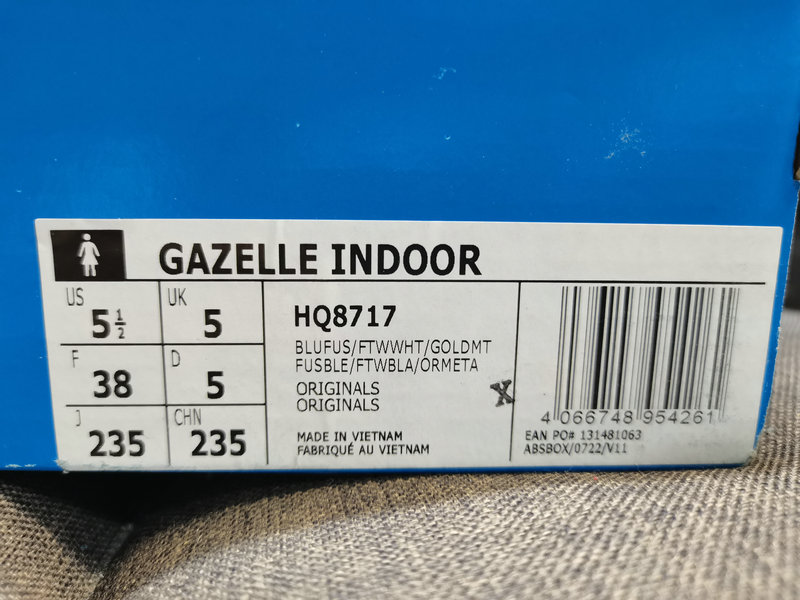 GAZELLE INDOOR
US
5 1/2
UK
5
F
38
D
5
J
235
CHN
235
HQ8717
BLUFUS/FTWWHT/GOLDMT
FUSBLE/FTWBLA/ORMETA
ORIGINALS
ORIGINALS
X
MADE IN VIETNAM
FABRIQUÉ AU VIETNAM
4 066748 954261
EAN PO# 131481063
ABSBOX/0722/V11